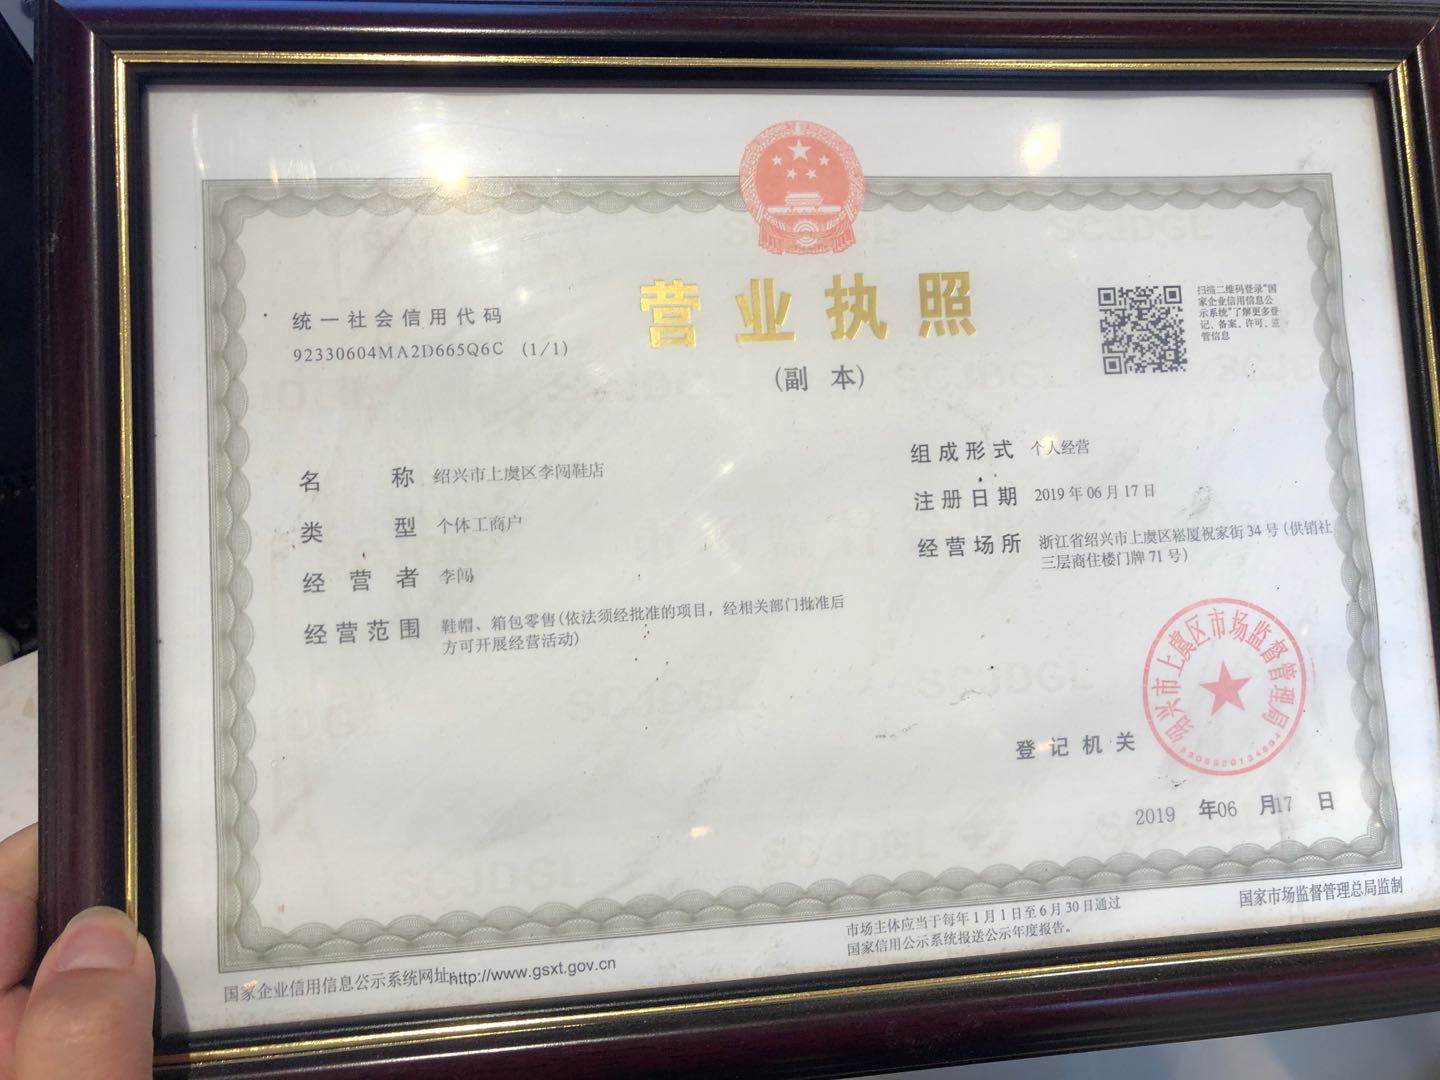 营业执照
(副 本)
统一社会信用代码
92330604MA2D665Q6C (1/1)
扫描二维码登录“国
家企业信用信息公
示系统”了解更多登
记、备案、许可、监
管信息
名 称 绍兴市上虞区李闯鞋店
类 型 个体工商户
经 营 者 李闯
经营范围 鞋帽、箱包零售(依法须经批准的项目，经相关部门批准后
方可开展经营活动)
组成形式 个人经营
注册日期 2019年06月17日
经营场所 浙江省绍兴市上虞区崧厦祝家街34号(供销社
三层商住楼门牌71号)
登记机关
绍兴市上虞区市场监督管理局
2019 年06 月17 日
国家企业信用信息公示系统网址http://www.gsxt.gov.cn
市场主体应当于每年1月1日至6月30日通过
国家信用公示系统报送公示年度报告。
国家市场监督管理总局监制